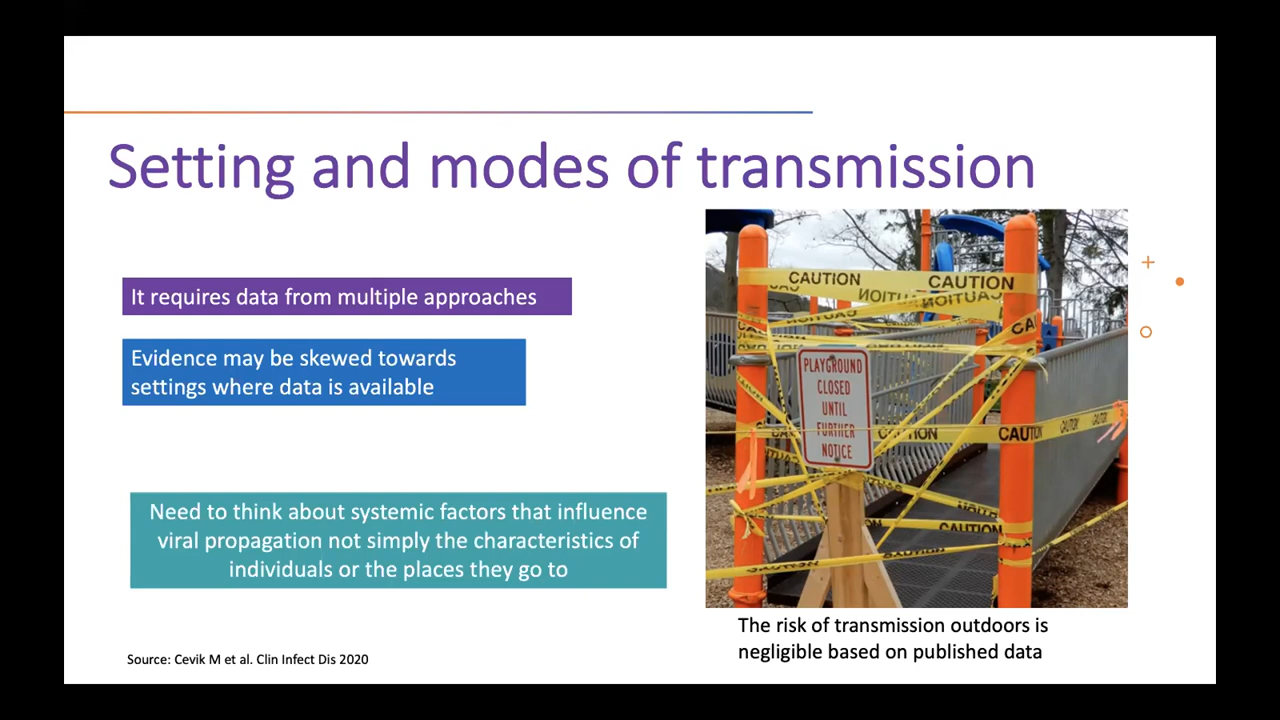 Setting and modes of transmission
It requires data from multiple approaches
Evidence may be skewed towards
settings where data is available
Need to think about systemic factors that influence
viral propagation not simply the characteristics of
individuals or the places they go to
Source: Cevik M et al. Clin Infect Dis 2020
CAUTION
CAUTION
CAUTION
CAUTION
PLAYGROUND
CLOSED
UNTIL
FURTHER
NOTICE
CAUTION
CAUTION
CAUTION
The risk of transmission outdoors is
negligible based on published data